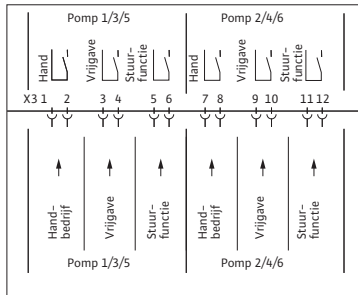 Pomp 1/3/5 Pomp 2/4/6
Hand
Vrijgave
Stuur-
functie
Hand
Vrijgave
Stuur-
functie
X3 1 2 3 4 5 6 7 8 9 10 11 12
Hand-
bedrijf
Vrijgave
Stuur-
functie
Hand-
bedrijf
Vrijgave
Stuur-
functie
Pomp 1/3/5 Pomp 2/4/6